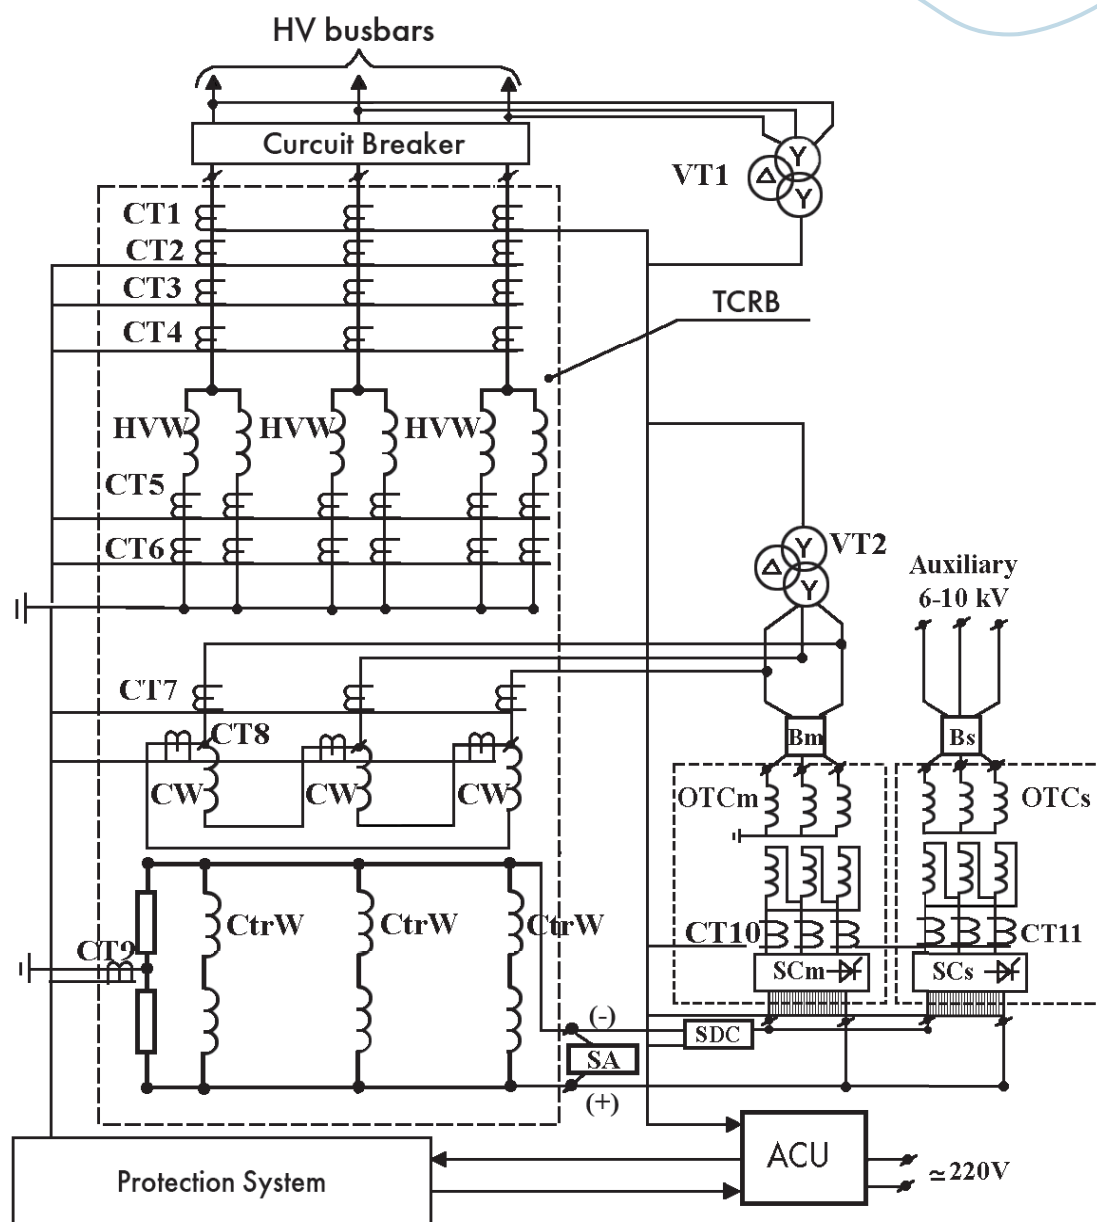 HV busbars
Curcuit Breaker
VT1
Y
Δ
Y
CT1
CT2
CT3
CT4
TCRB
HVW
HVW
HVW
CT5
CT6
VT2
Y
Δ
Y
Auxiliary
6-10 kV
CT7
CT8
CW
CW
CW
Bm
Bs
OTCm
OTCs
CT9
CtrW
CtrW
CtrW
CT10
CT11
SCm
SCs
(-)
SDC
SA
(+)
ACU
≃220V
Protection System